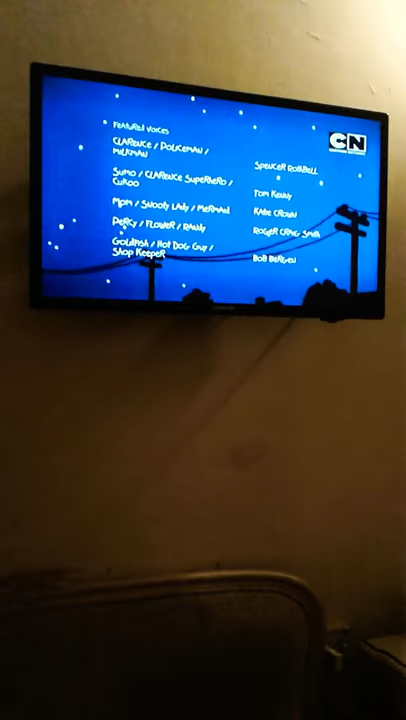 Featured Voices
Clarence / Policeman /
Milkman
Spencer Rothbell
Sumo / Clarence Superhero /
Cuckoo
Tom Kenny
Mom / Snooty Lady / Mermaid
Katie Crown
Percy / Flower / Randy
Roger Craig Smith
Goldfish / Hot Dog Guy /
Shop Keeper
Bob Bergen
CN